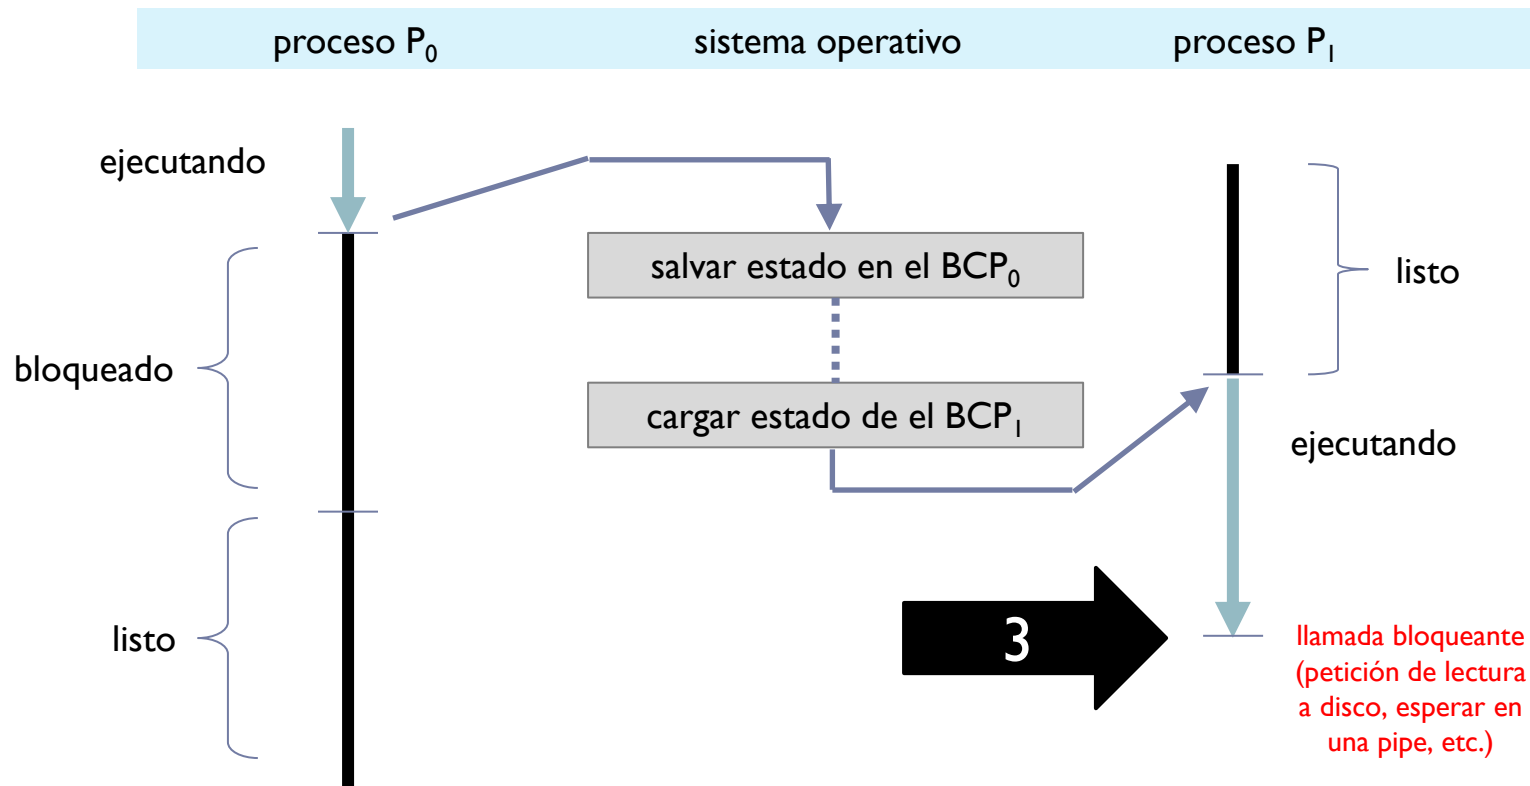 proceso P₀ sistema operativo proceso P₁
ejecutando
salvar estado en el BCP₀
listo
bloqueado
cargar estado de el BCP₁
ejecutando
listo
3
llamada bloqueante
(petición de lectura
a disco, esperar en
una pipe, etc.)